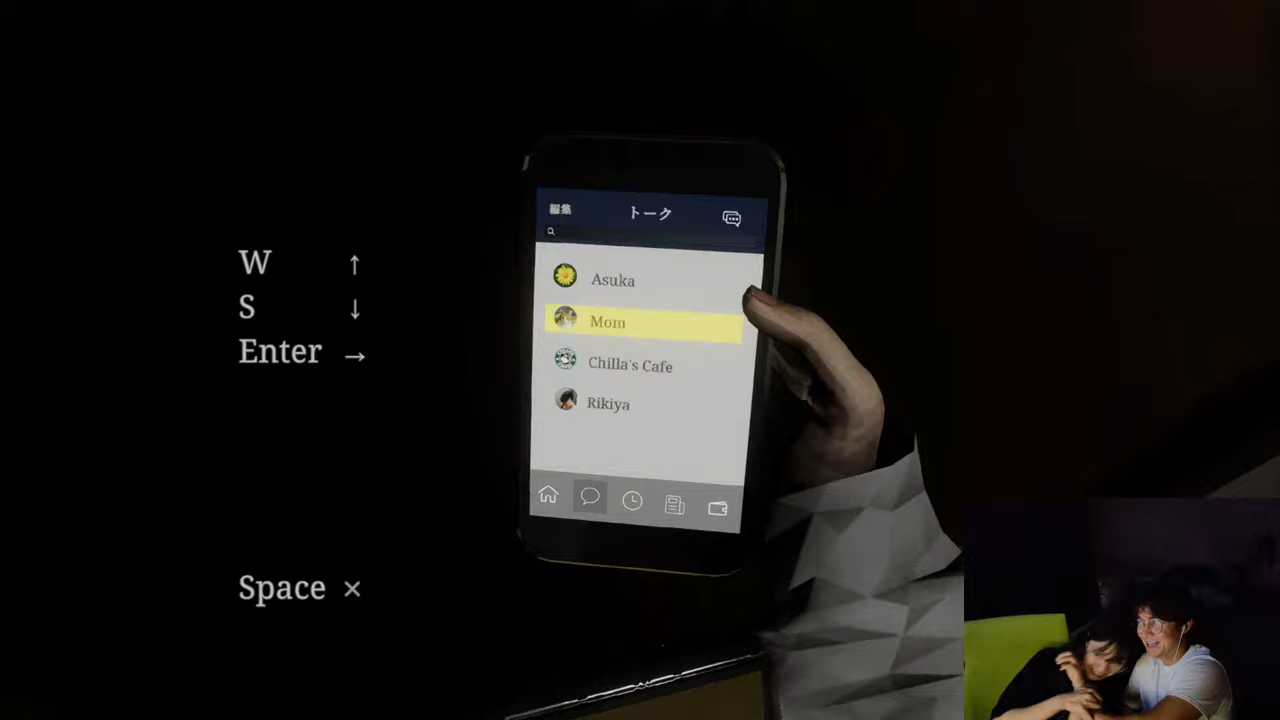 W ↑
S ↓
Enter →
Space ×
編集 トーク
Asuka
Mom
Chilla's Cafe
Rikiya